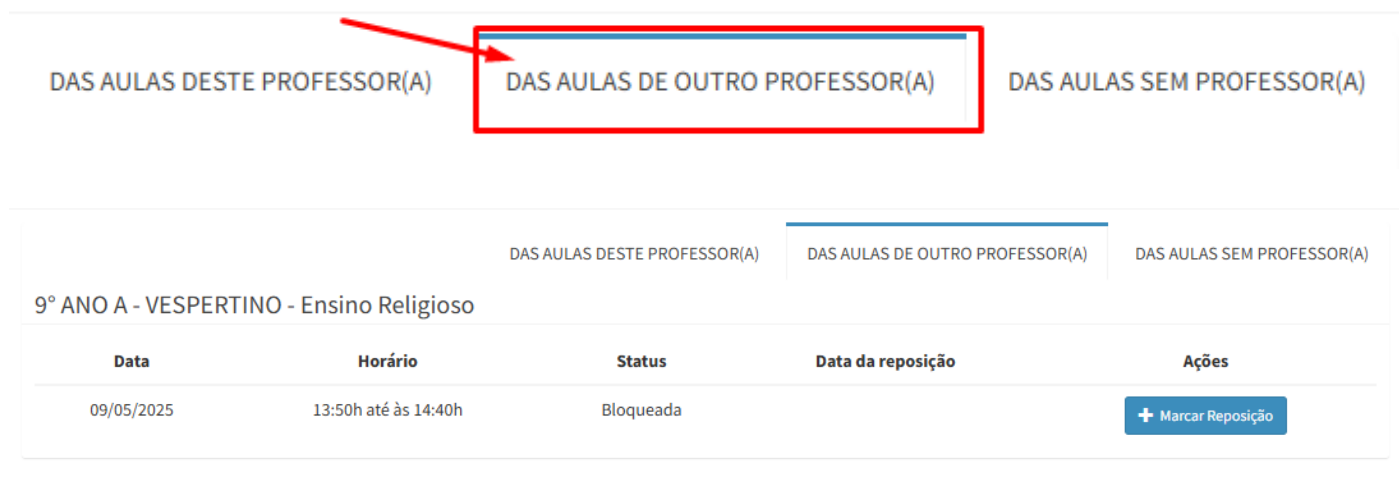 DAS AULAS DESTE PROFESSOR(A) DAS AULAS DE OUTRO PROFESSOR(A) DAS AULAS SEM PROFESSOR(A)
DAS AULAS DESTE PROFESSOR(A) DAS AULAS DE OUTRO PROFESSOR(A) DAS AULAS SEM PROFESSOR(A)
9° ANO A - VESPERTINO - Ensino Religioso
Data Horário Status Data da reposição Ações
09/05/2025 13:50h até às 14:40h Bloqueada Marcar Reposição